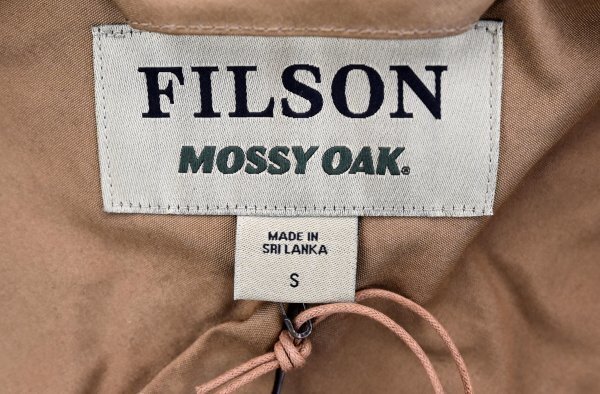 FILSON
MOSSY OAK®
MADE IN
SRI LANKA
S